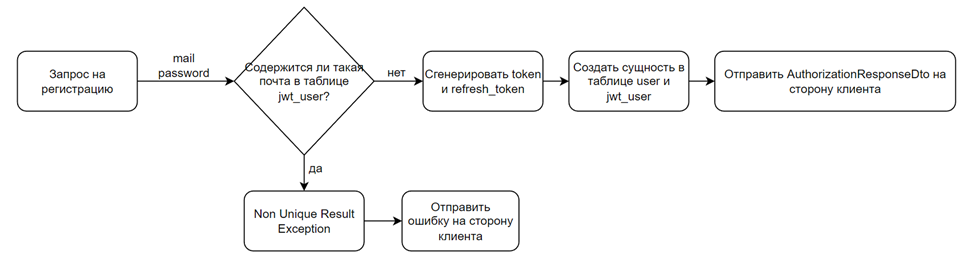 Запрос на
регистрацию
mail
password
Содержится ли такая
почта в таблице
jwt_user?
нет
Сгенерировать token
и refresh_token
Создать сущность в
таблице user и
jwt_user
Отправить AuthorizationResponseDto на
сторону клиента
да
Non Unique Result
Exception
Отправить
ошибку на сторону
клиента